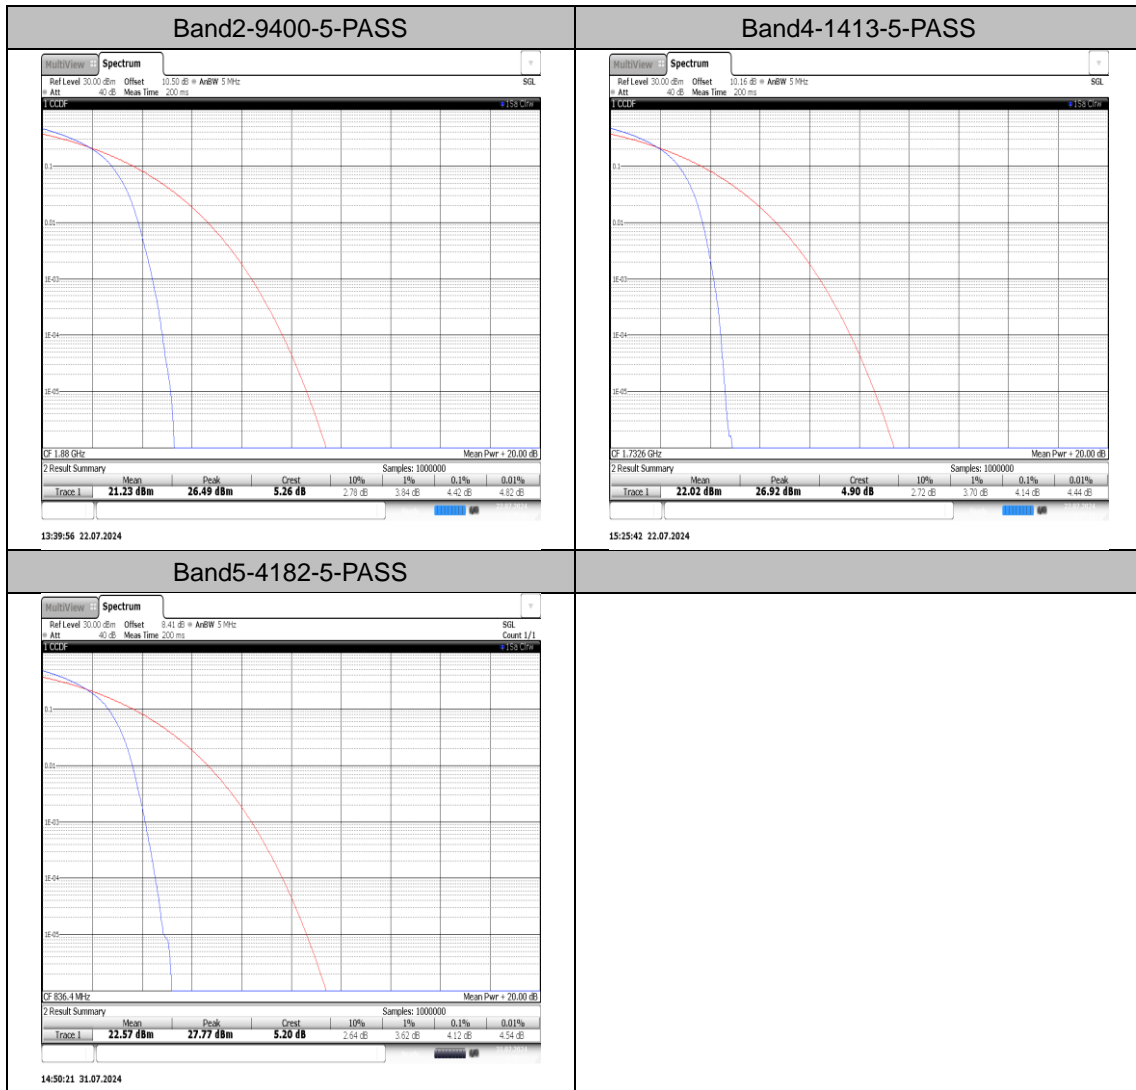 Band2-9400-5-PASS
Band4-1413-5-PASS
MultiView Spectrum
Ref Level 30.00 dBm Offset 10.50 dB AnBW 5 MHz SGL
Att 40 dB Meas Time 200 ms
1 CCDF 1Sa Clrw
0.1
0.01
1E-03
1E-04
1E-05
CF 1.88 GHz Mean Pwr + 20.00 dB
2 Result Summary Samples: 1000000
Mean Peak Crest 10% 1% 0.1% 0.01%
Trace 1 21.23 dBm 26.49 dBm 5.26 dB 2.78 dB 3.84 dB 4.42 dB 4.82 dB
13:39:56 22.07.2024
MultiView Spectrum
Ref Level 30.00 dBm Offset 10.16 dB AnBW 5 MHz SGL
Att 40 dB Meas Time 200 ms
1 CCDF 1Sa Clrw
0.1
0.01
1E-03
1E-04
1E-05
CF 1.7326 GHz Mean Pwr + 20.00 dB
2 Result Summary Samples: 1000000
Mean Peak Crest 10% 1% 0.1% 0.01%
Trace 1 22.02 dBm 26.92 dBm 4.90 dB 2.72 dB 3.70 dB 4.14 dB 4.44 dB
15:25:42 22.07.2024
Band5-4182-5-PASS
MultiView Spectrum
Ref Level 30.00 dBm Offset 8.41 dB AnBW 5 MHz SGL
Att 40 dB Meas Time 200 ms Count 1/1
1 CCDF 1Sa Clrw
0.1
0.01
1E-03
1E-04
1E-05
CF 836.4 MHz Mean Pwr + 20.00 dB
2 Result Summary Samples: 1000000
Mean Peak Crest 10% 1% 0.1% 0.01%
Trace 1 22.57 dBm 27.77 dBm 5.20 dB 2.64 dB 3.62 dB 4.12 dB 4.54 dB
14:50:21 31.07.2024